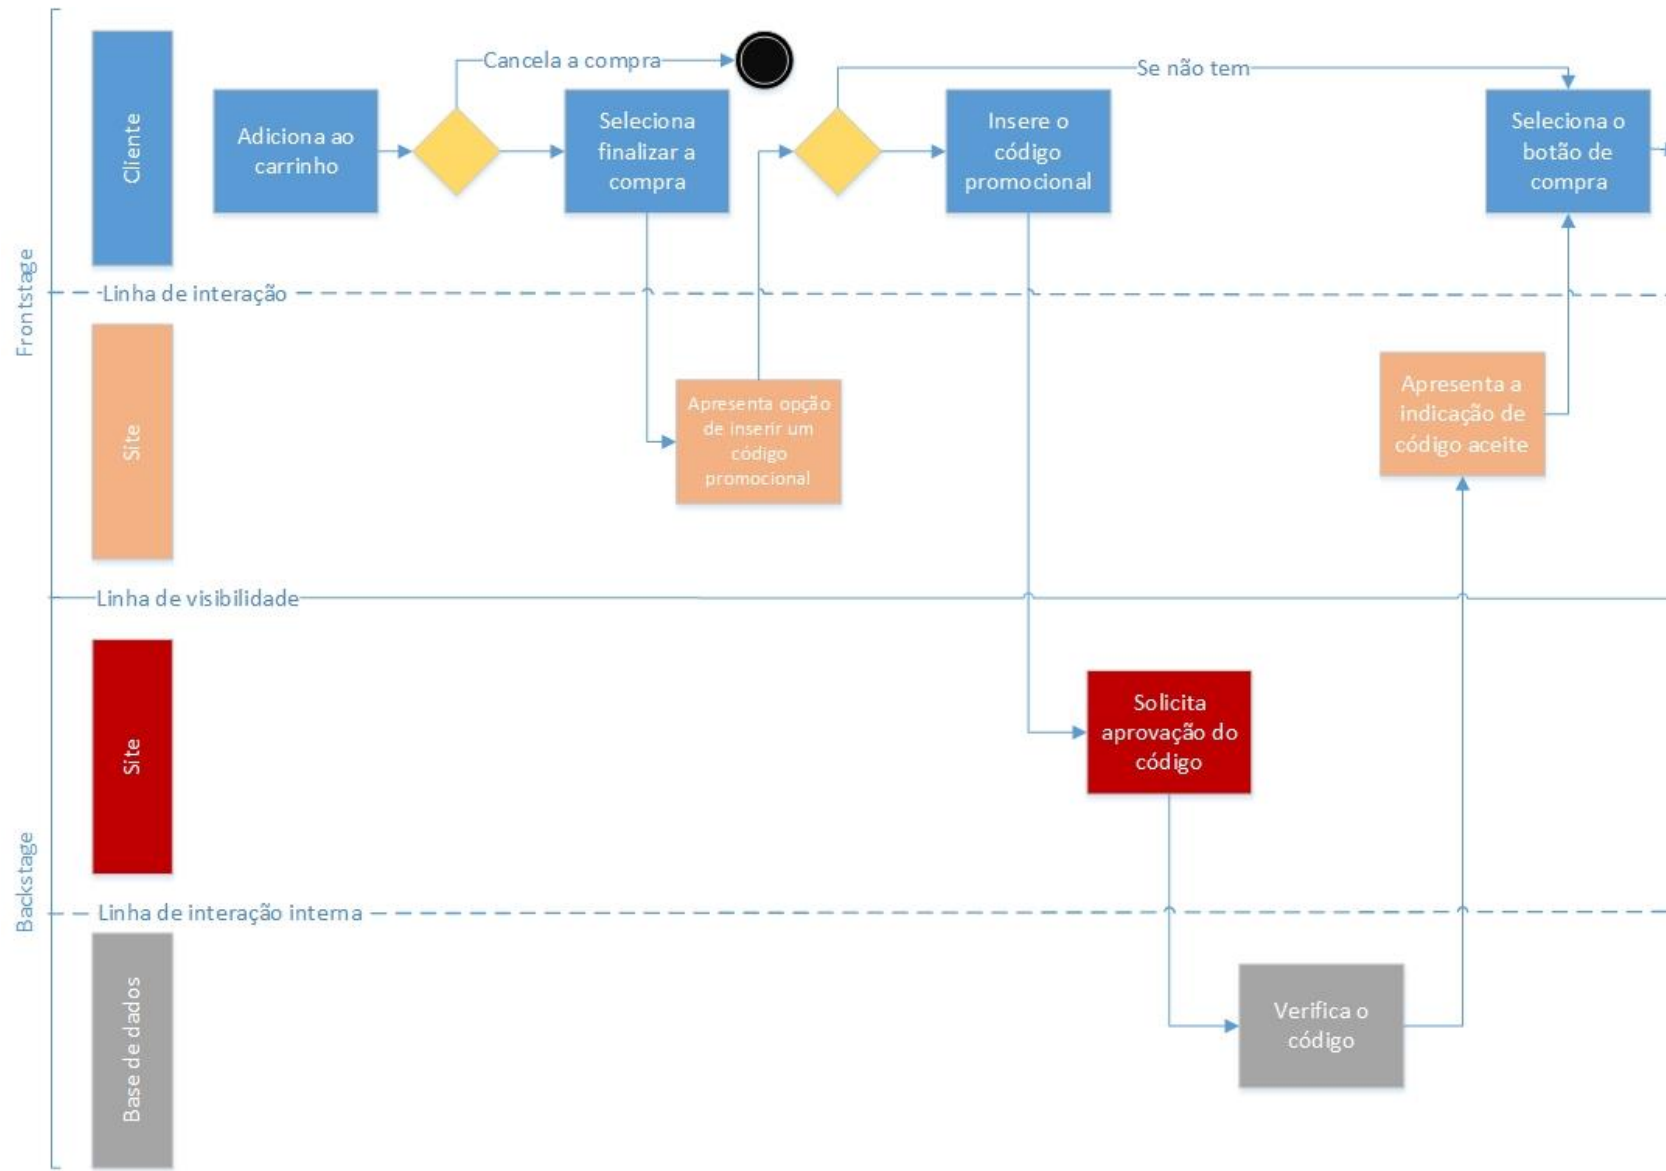 Cancela a compra
Se não tem
Cliente
Adiciona ao
carrinho
Seleciona
finalizar a
compra
Insere o
código
promocional
Seleciona o
botão de
compra
Frontstage
Linha de interação
Site
Apresenta opção
de inserir um
código
promocional
Apresenta a
indicação de
código aceite
Linha de visibilidade
Site
Solicita
aprovação do
código
Backstage
Linha de interação interna
Base de dados
Verifica o
código